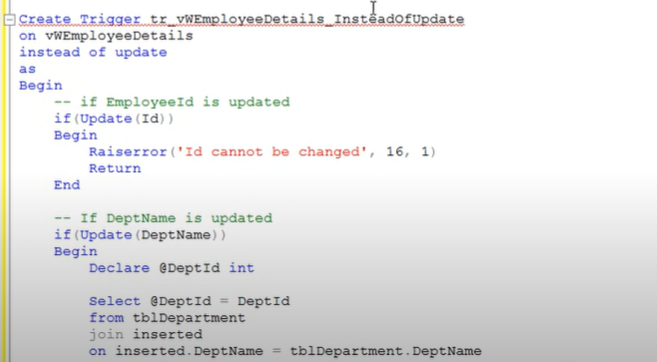 Create Trigger tr_vWEmployeeDetails_InsteadOfUpdate
on vWEmployeeDetails
instead of update
as
Begin
-- if EmployeeId is updated
if(Update(Id))
Begin
Raiserror('Id cannot be changed', 16, 1)
Return
End
-- If DeptName is updated
if(Update(DeptName))
Begin
Declare @DeptId int
Select @DeptId = DeptId
from tblDepartment
join inserted
on inserted.DeptName = tblDepartment.DeptName